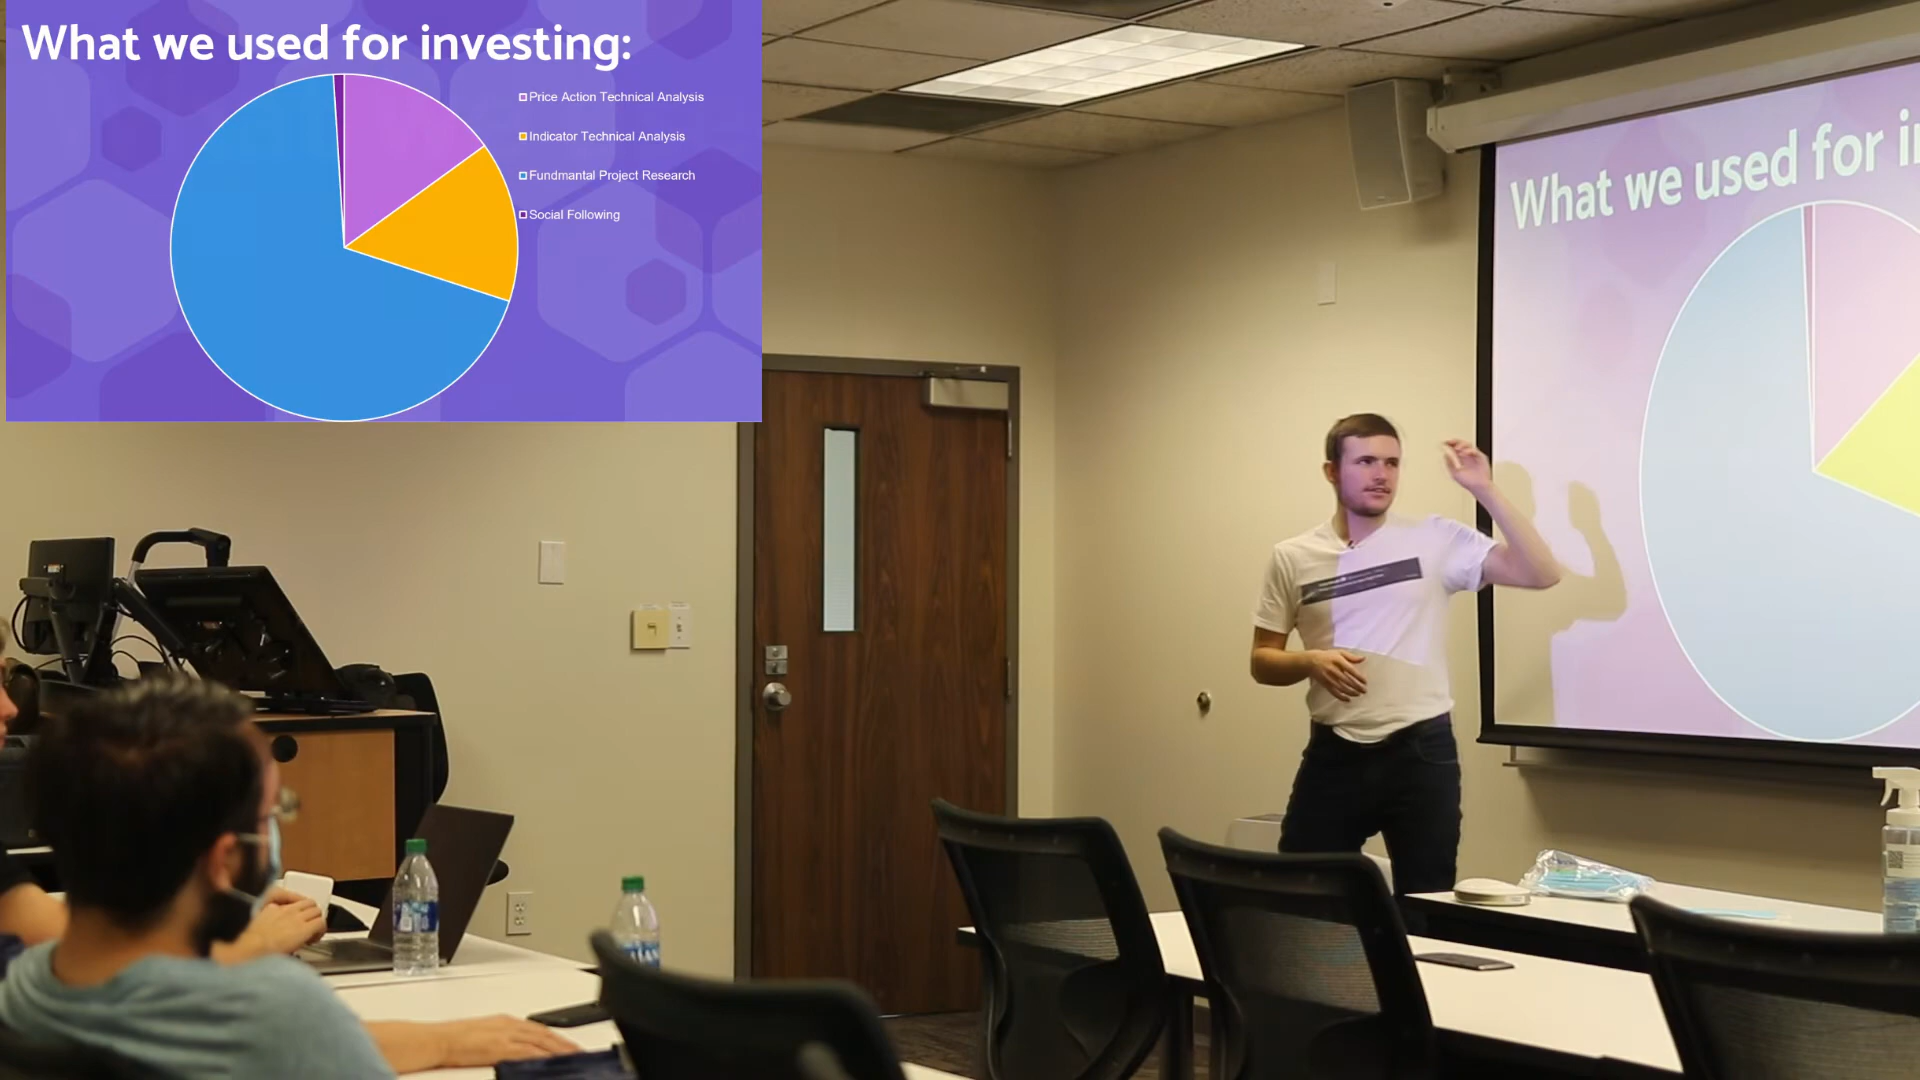 What we used for investing:
Price Action Technical Analysis
Indicator Technical Analysis
Fundmantal Project Research
Social Following
What we used for i